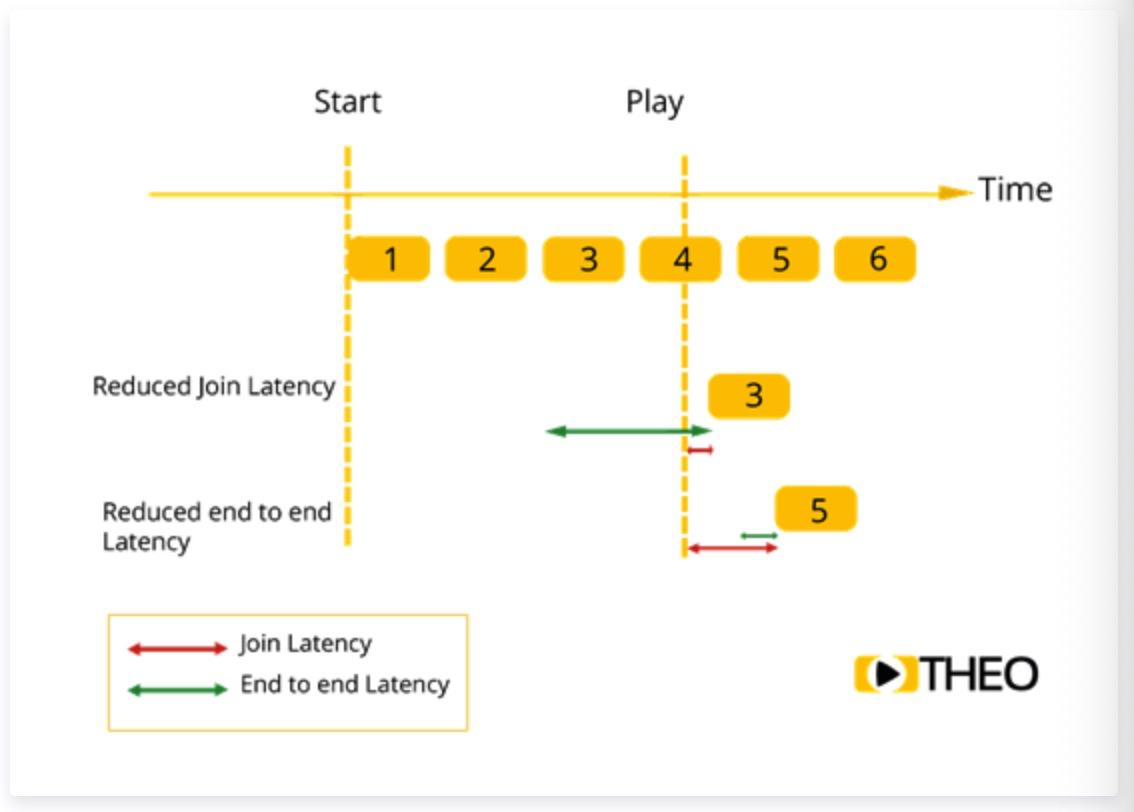 Start
Play
Time
1 2 3 4 5 6
Reduced Join Latency
3
Reduced end to end
Latency
5
Join Latency
End to end Latency
THEO